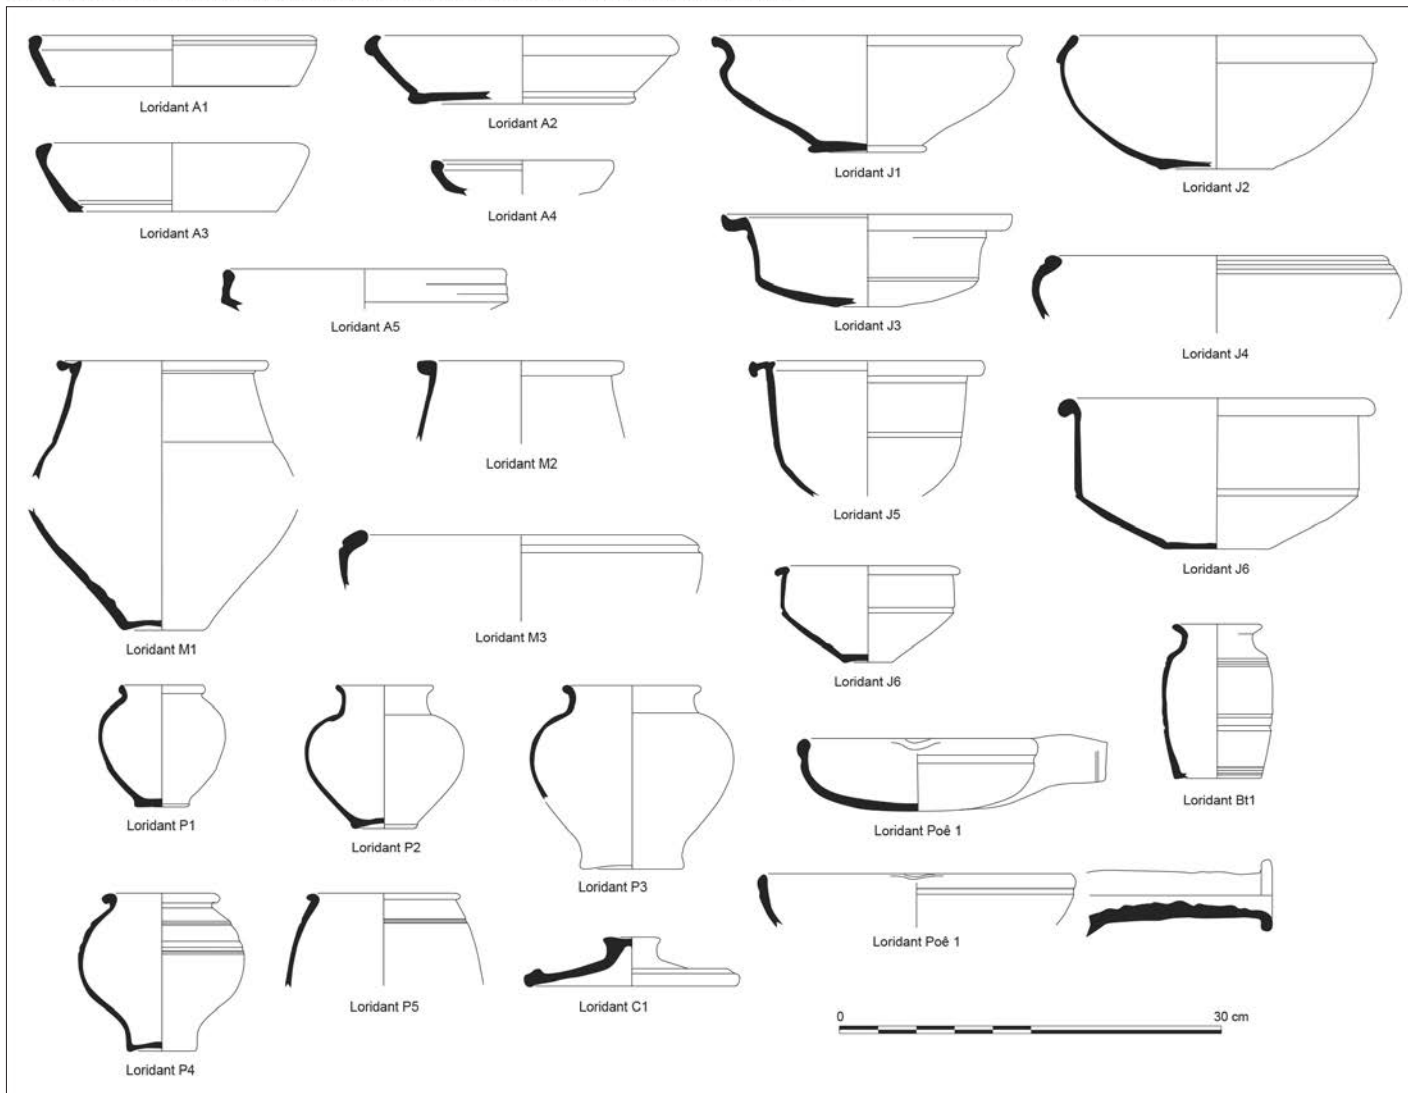 Loridant A1
Loridant A2
Loridant J1
Loridant J2
Loridant A3
Loridant A4
Loridant A5
Loridant J3
Loridant J4
Loridant M1
Loridant M2
Loridant J5
Loridant J6
Loridant M3
Loridant J6
Loridant P1
Loridant P2
Loridant P3
Loridant Poê 1
Loridant Bt1
Loridant P4
Loridant P5
Loridant C1
Loridant Poê 1
0 30 cm